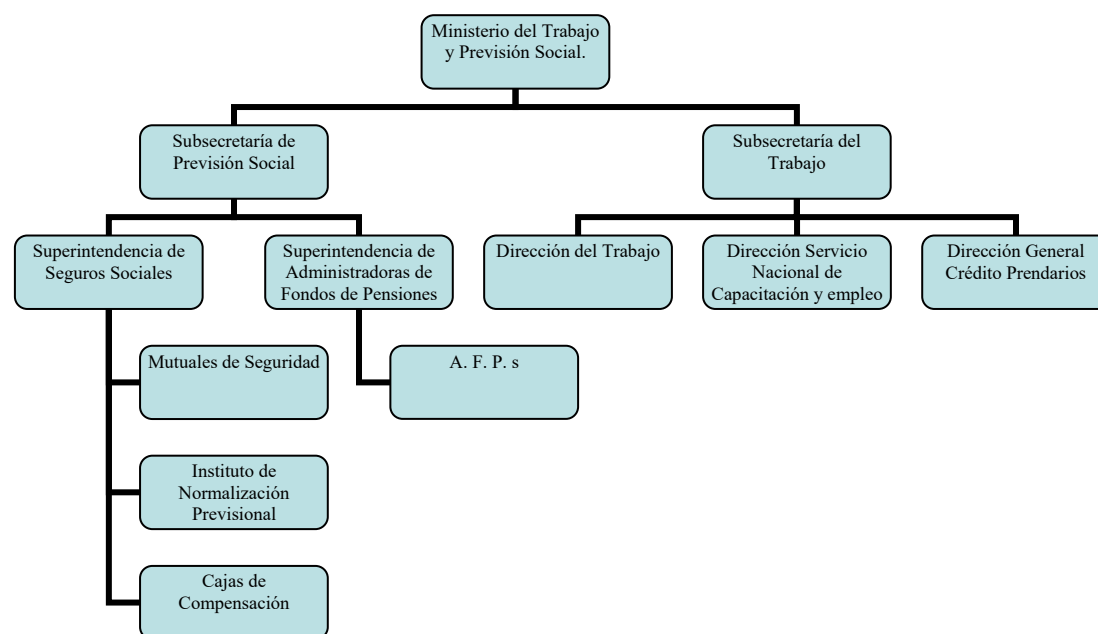 Ministerio del Trabajo
y Previsión Social.
Subsecretaría de
Previsión Social
Subsecretaría del
Trabajo
Superintendencia de
Seguros Sociales
Superintendencia de
Administradoras de
Fondos de Pensiones
Dirección del Trabajo
Dirección Servicio
Nacional de
Capacitación y empleo
Dirección General
Crédito Prendarios
Mutuales de Seguridad
A. F. P. s
Instituto de
Normalización
Previsional
Cajas de
Compensación